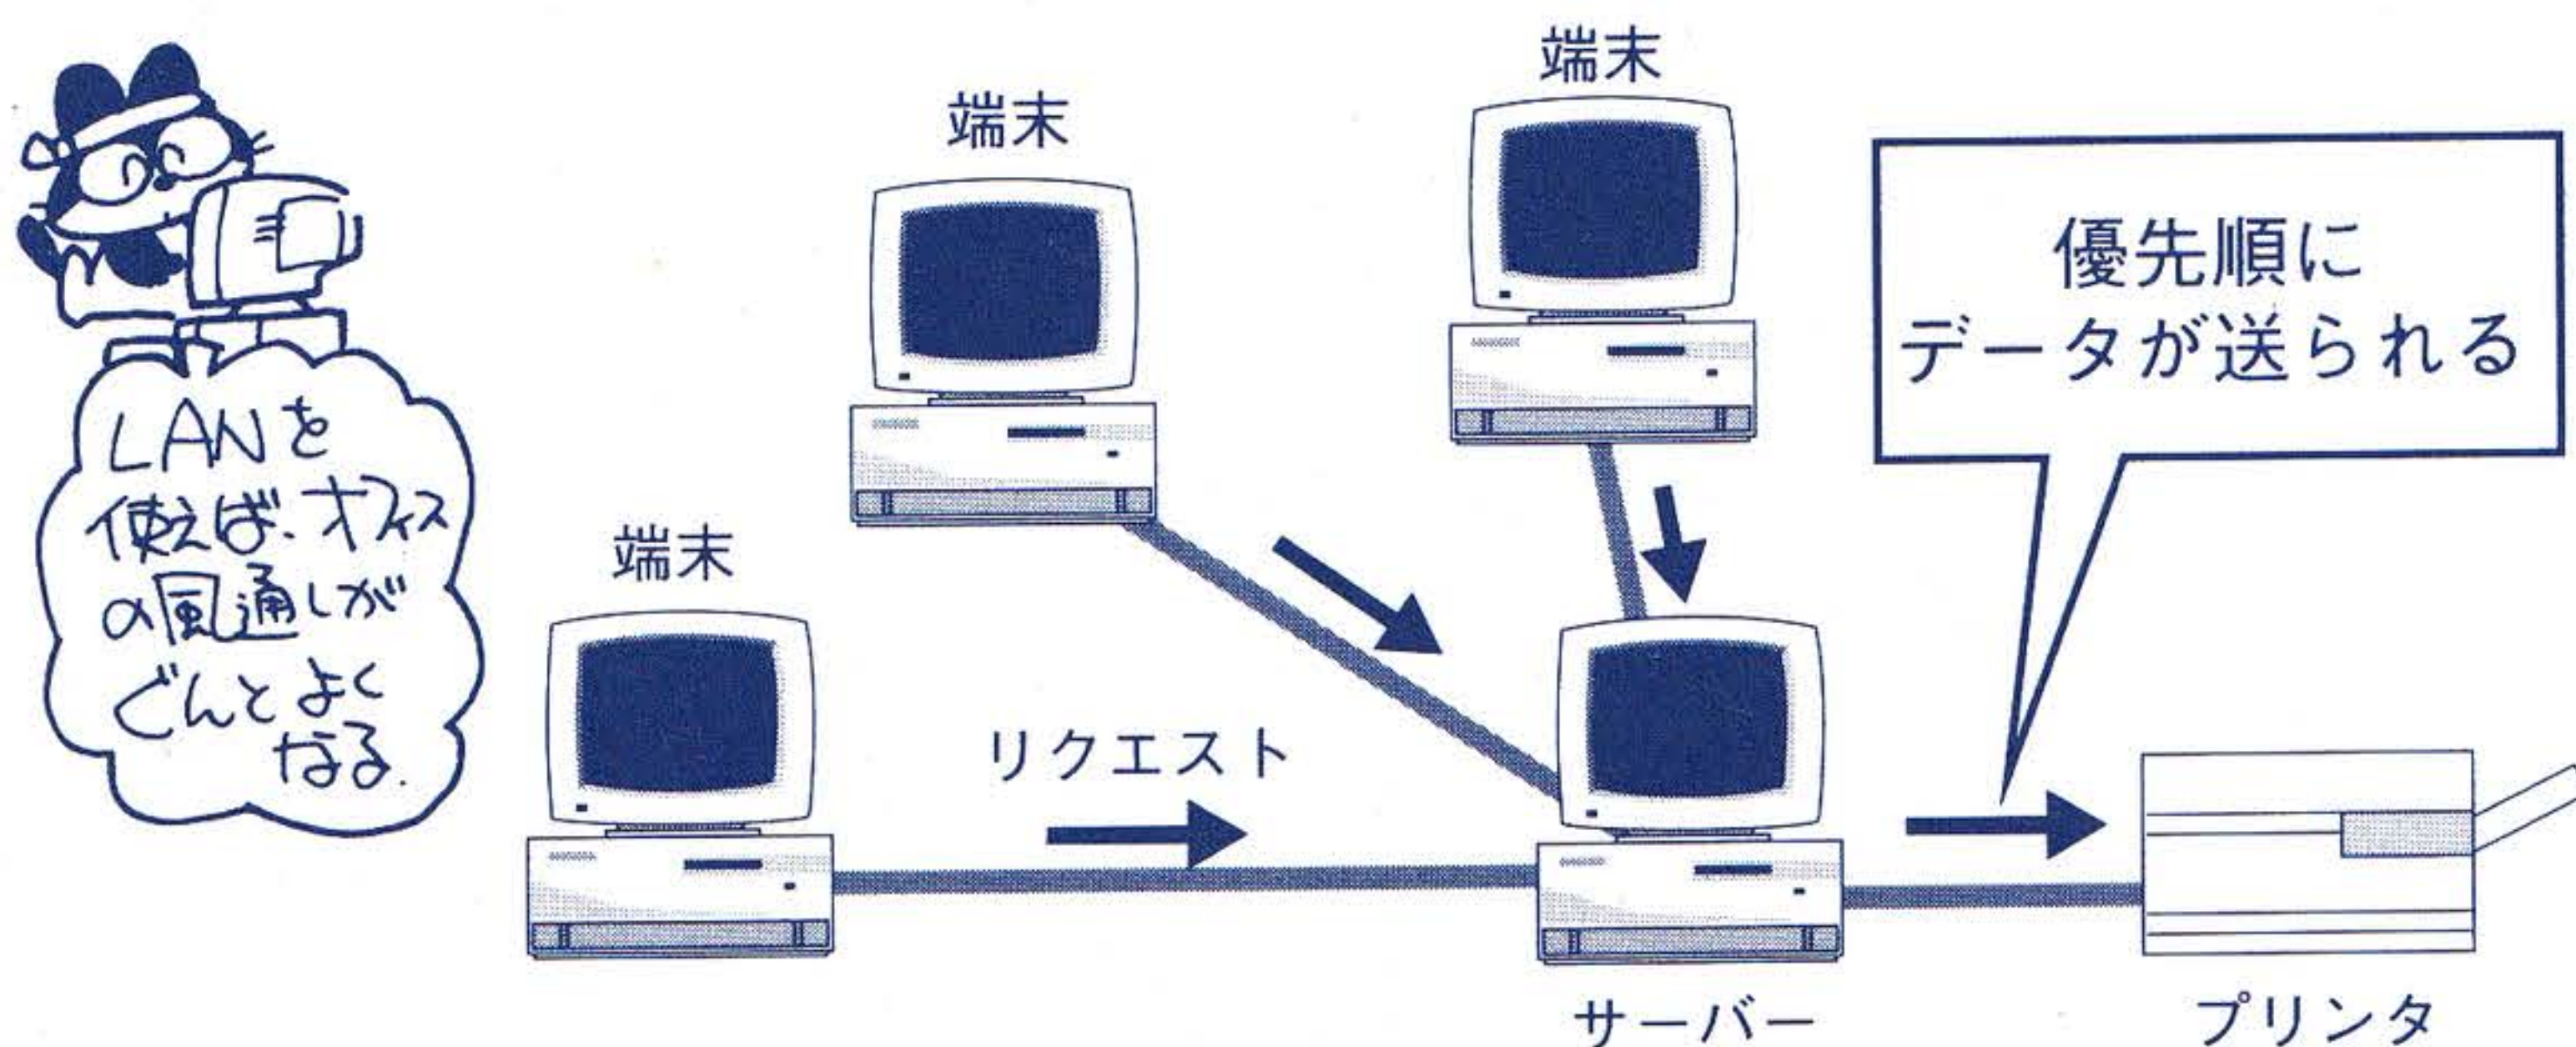 LANを
使えば、オフィス
の風通しが
ぐんとよく
なる.
端末
端末
端末
リクエスト
優先順に
データが送られる
サーバー
プリンタ